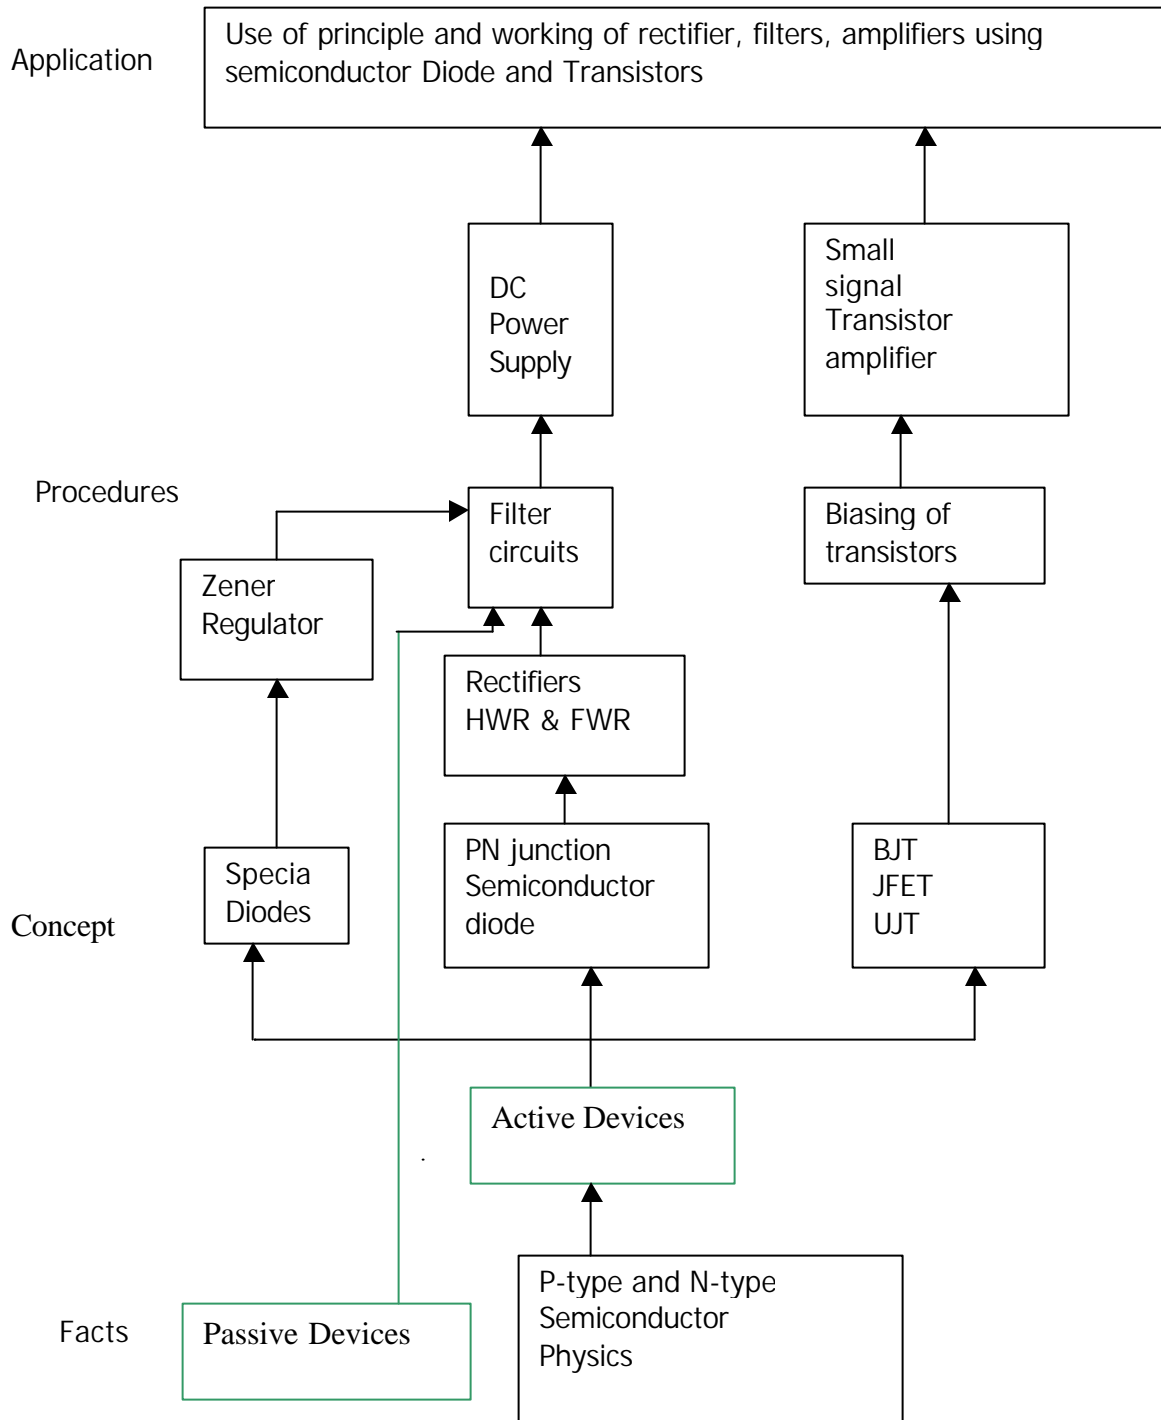 Application
Use of principle and working of rectifier, filters, amplifiers using
semiconductor Diode and Transistors
DC
Power
Supply
Small
signal
Transistor
amplifier
Procedures
Filter
circuits
Biasing of
transistors
Zener
Regulator
Rectifiers
HWR & FWR
Concept
Specia
Diodes
PN junction
Semiconductor
diode
BJT
JFET
UJT
Active Devices
.
Facts
Passive Devices
P-type and N-type
Semiconductor
Physics